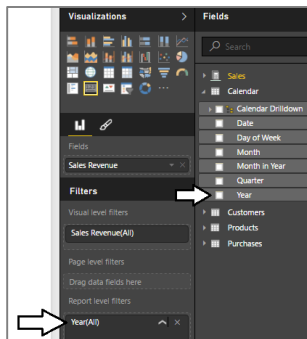 Visualizations
Fields
Sales Revenue
Filters
Visual level filters
Sales Revenue(All)
Page level filters
Drag data fields here
Report level filters
Year(All)
Fields
Search
Sales
Calendar
Calendar Drilldown
Date
Day of Week
Month
Month in Year
Quarter
Year
Customers
Products
Purchases